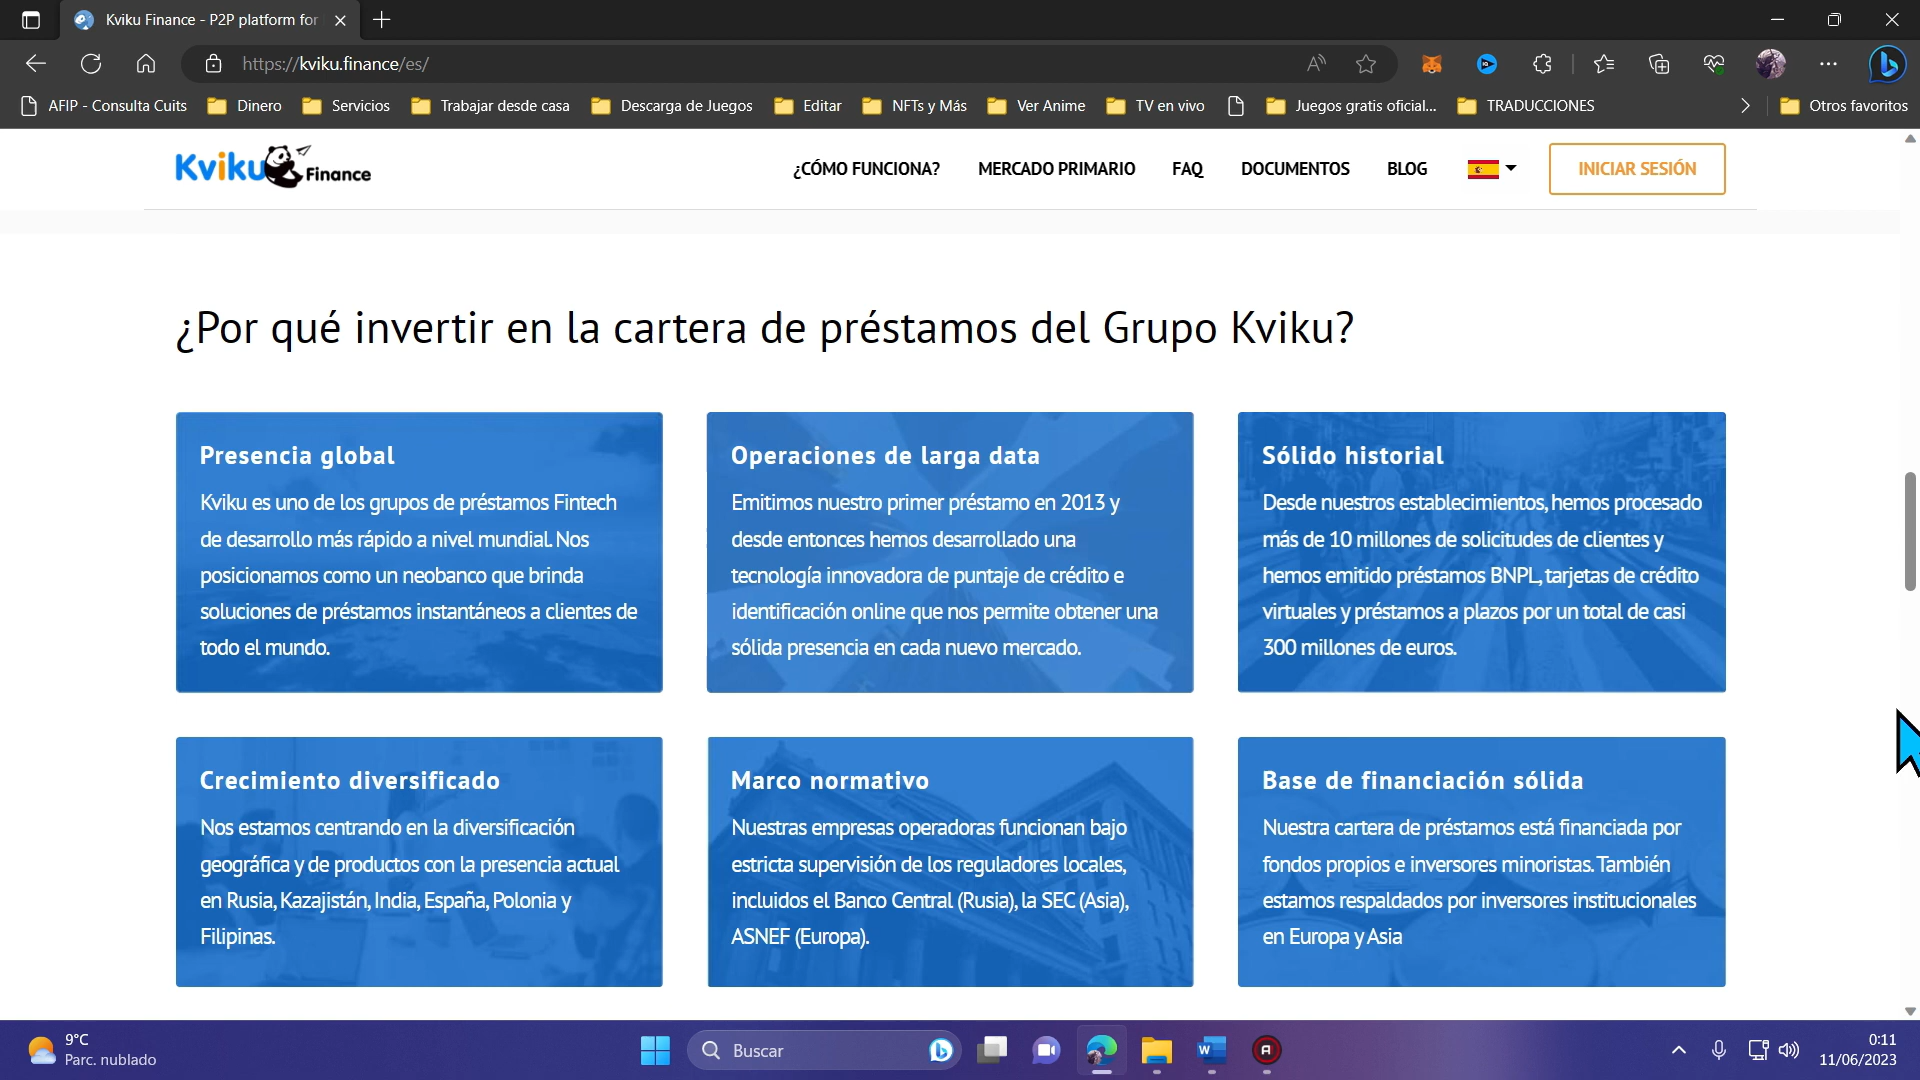 Kviku Finance - P2P platform for
https://kviku.finance/es/
AFIP - Consulta Cuits
Dinero
Servicios
Trabajar desde casa
Descarga de Juegos
Editar
NFTs y Más
Ver Anime
TV en vivo
Juegos gratis oficial...
TRADUCCIONES
Otros favoritos
Kviku Finance
¿CÓMO FUNCIONA?
MERCADO PRIMARIO
FAQ
DOCUMENTOS
BLOG
INICIAR SESIÓN
¿Por qué invertir en la cartera de préstamos del Grupo Kviku?
Presencia global
Kviku es uno de los grupos de préstamos Fintech
de desarrollo más rápido a nivel mundial. Nos
posicionamos como un neobanco que brinda
soluciones de préstamos instantáneos a clientes de
todo el mundo.
Operaciones de larga data
Emitimos nuestro primer préstamo en 2013 y
desde entonces hemos desarrollado una
tecnología innovadora de puntaje de crédito e
identificación online que nos permite obtener una
sólida presencia en cada nuevo mercado.
Sólido historial
Desde nuestros establecimientos, hemos procesado
más de 10 millones de solicitudes de clientes y
hemos emitido préstamos BNPL, tarjetas de crédito
virtuales y préstamos a plazos por un total de casi
300 millones de euros.
Crecimiento diversificado
Nos estamos centrando en la diversificación
geográfica y de productos con la presencia actual
en Rusia, Kazajistán, India, España, Polonia y
Filipinas.
Marco normativo
Nuestras empresas operadoras funcionan bajo
estricta supervisión de los reguladores locales,
incluidos el Banco Central (Rusia), la SEC (Asia),
ASNEF (Europa).
Base de financiación sólida
Nuestra cartera de préstamos está financiada por
fondos propios e inversores minoristas. También
estamos respaldados por inversores institucionales
en Europa y Asia
9°C
Parc. nublado
Buscar
0:11
11/06/2023